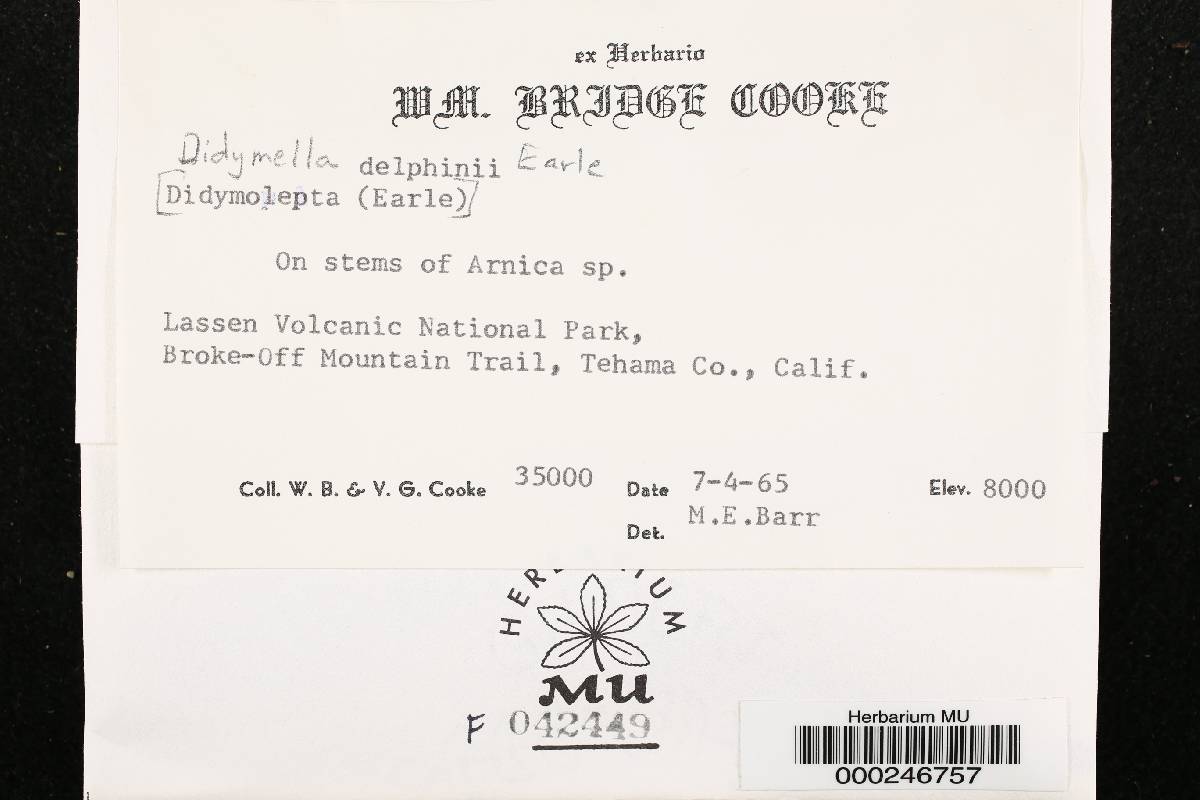 ex Herbario
WM. BRIDGE COOKE
Didymella delphinii Earle
[Didymolepta (Earle)]
On stems of Arnica sp.
Lassen Volcanic National Park,
Broke-Off Mountain Trail, Tehama Co., Calif.
Coll. W. B. & V. G. Cooke 35000 Date 7-4-65 Elev. 8000
Det. M.E.Barr
HERBARIUM
MU
F 042449
Herbarium MU
000246757